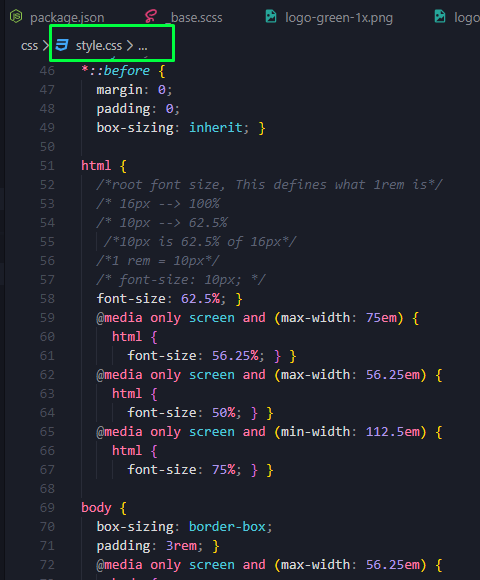 package.json
_base.scss
logo-green-1x.png
logo
css > style.css > ...
46 *::before {
47 margin: 0;
48 padding: 0;
49 box-sizing: inherit; }
50
51 html {
52 /*root font size, This defines what 1rem is*/
53 /* 16px --> 100%
54 /* 10px --> 62.5%
55 /*10px is 62.5% of 16px*/
56 /*1 rem = 10px*/
57 /* font-size: 10px; */
58 font-size: 62.5%; }
59 @media only screen and (max-width: 75em) {
60 html {
61 font-size: 56.25%; } }
62 @media only screen and (max-width: 56.25em) {
63 html {
64 font-size: 50%; } }
65 @media only screen and (min-width: 112.5em) {
66 html {
67 font-size: 75%; } }
68
69 body {
70 box-sizing: border-box;
71 padding: 3rem; }
72 @media only screen and (max-width: 56.25em) {